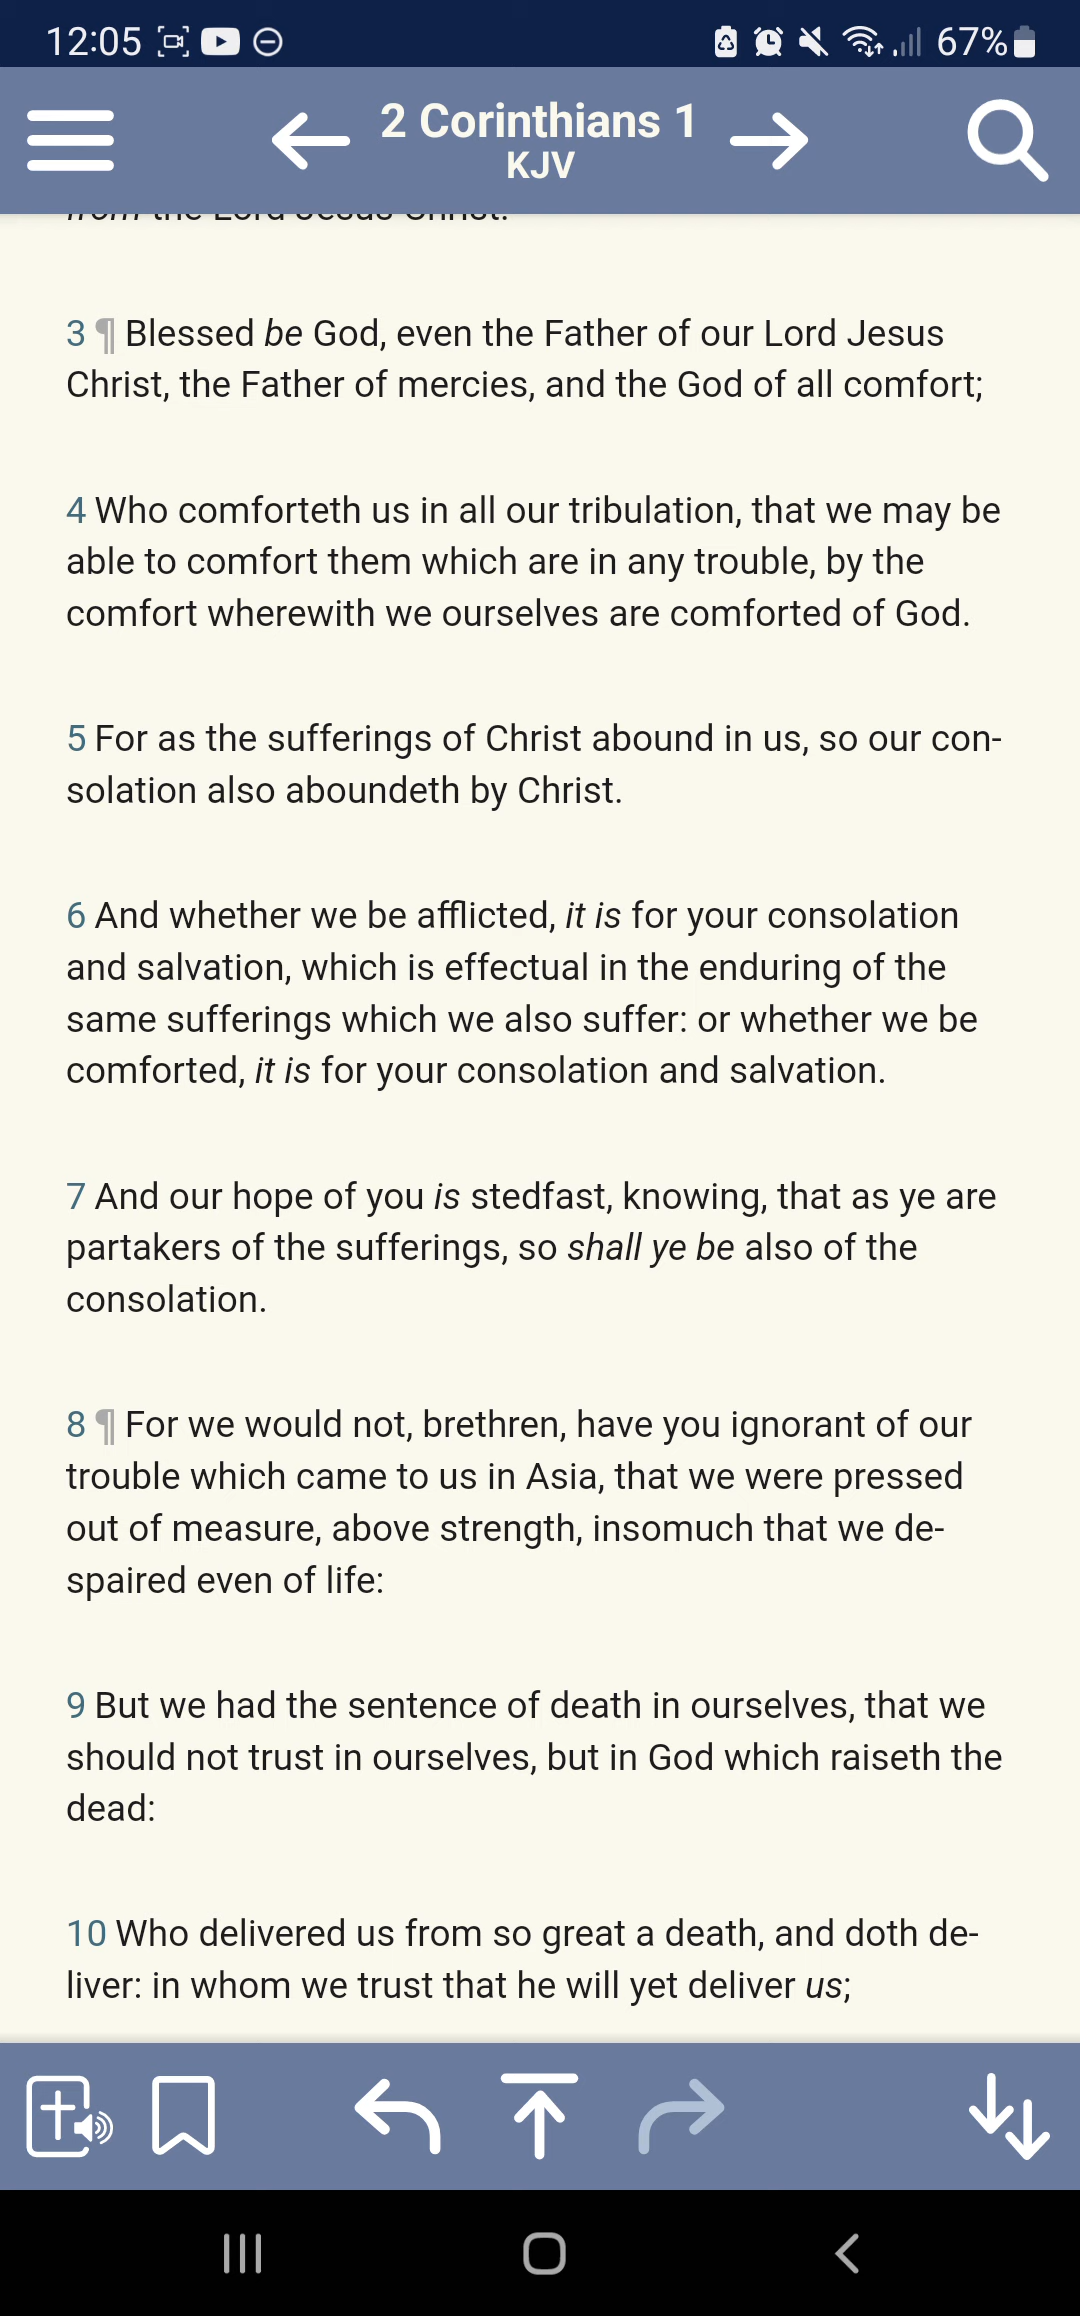 12:05
67%
2 Corinthians 1
KJV
from the Lord Jesus Christ.
3 ¶ Blessed be God, even the Father of our Lord Jesus
Christ, the Father of mercies, and the God of all comfort;
4 Who comforteth us in all our tribulation, that we may be
able to comfort them which are in any trouble, by the
comfort wherewith we ourselves are comforted of God.
5 For as the sufferings of Christ abound in us, so our con-
solation also aboundeth by Christ.
6 And whether we be afflicted, it is for your consolation
and salvation, which is effectual in the enduring of the
same sufferings which we also suffer: or whether we be
comforted, it is for your consolation and salvation.
7 And our hope of you is stedfast, knowing, that as ye are
partakers of the sufferings, so shall ye be also of the
consolation.
8 ¶ For we would not, brethren, have you ignorant of our
trouble which came to us in Asia, that we were pressed
out of measure, above strength, insomuch that we de-
spaired even of life:
9 But we had the sentence of death in ourselves, that we
should not trust in ourselves, but in God which raiseth the
dead:
10 Who delivered us from so great a death, and doth de-
liver: in whom we trust that he will yet deliver us;